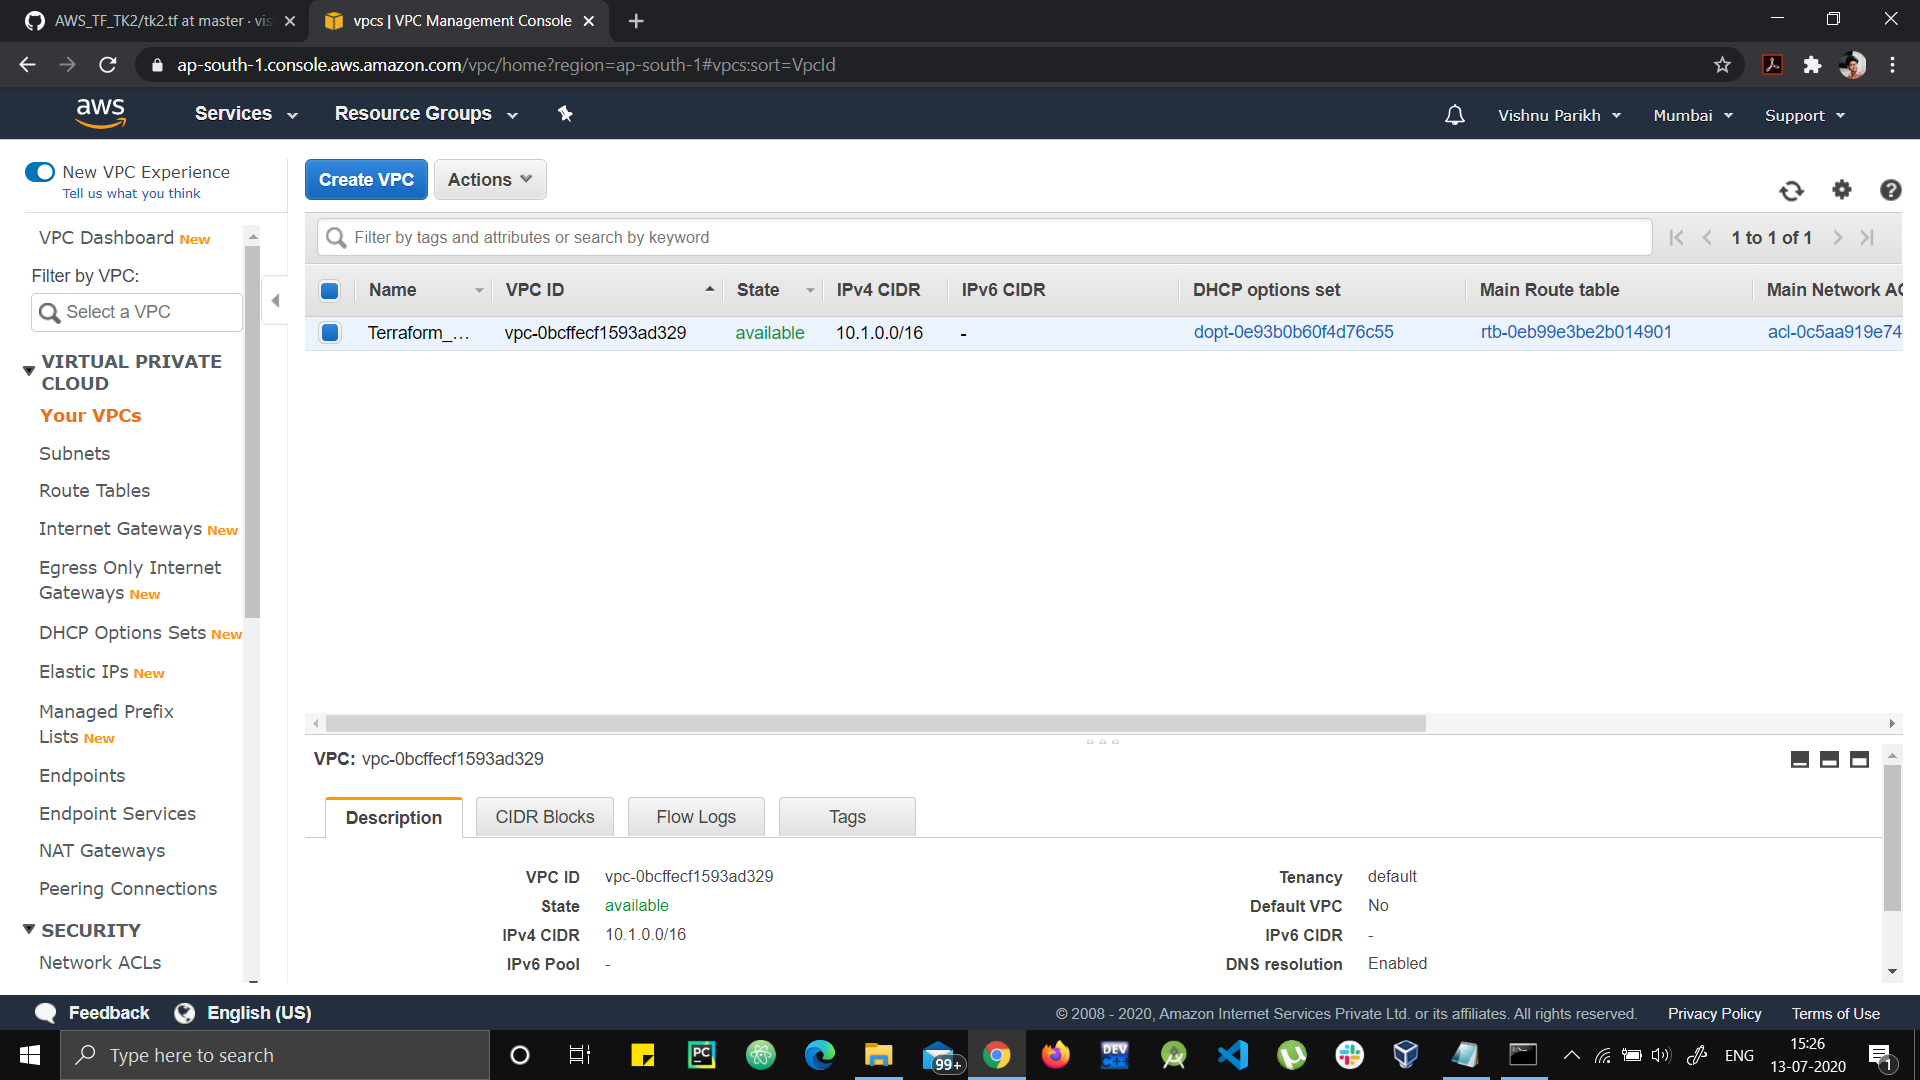 AWS_TF_TK2/tk2.tf at master · vis
vpcs | VPC Management Console
ap-south-1.console.aws.amazon.com/vpc/home?region=ap-south-1#vpcs:sort=VpcId
aws
Services
Resource Groups
Vishnu Parikh
Mumbai
Support
New VPC Experience
Tell us what you think
Create VPC
Actions
VPC Dashboard New
Filter by VPC:
Select a VPC
VIRTUAL PRIVATE
CLOUD
Your VPCs
Subnets
Route Tables
Internet Gateways New
Egress Only Internet
Gateways New
DHCP Options Sets New
Elastic IPs New
Managed Prefix
Lists New
Endpoints
Endpoint Services
NAT Gateways
Peering Connections
SECURITY
Network ACLs
Filter by tags and attributes or search by keyword
1 to 1 of 1
Name VPC ID State IPv4 CIDR IPv6 CIDR DHCP options set Main Route table Main Network AC
Terraform_... vpc-0bcffecf1593ad329 available 10.1.0.0/16 - dopt-0e93b0b60f4d76c55 rtb-0eb99e3be2b014901 acl-0c5aa919e74
VPC: vpc-0bcffecf1593ad329
Description
CIDR Blocks
Flow Logs
Tags
VPC ID vpc-0bcffecf1593ad329
State available
IPv4 CIDR 10.1.0.0/16
IPv6 Pool -
Tenancy default
Default VPC No
IPv6 CIDR -
DNS resolution Enabled
Feedback
English (US)
© 2008 - 2020, Amazon Internet Services Private Ltd. or its affiliates. All rights reserved.
Privacy Policy
Terms of Use
Type here to search
PC
99+
DEV
C++
ENG
15:26
13-07-2020
1